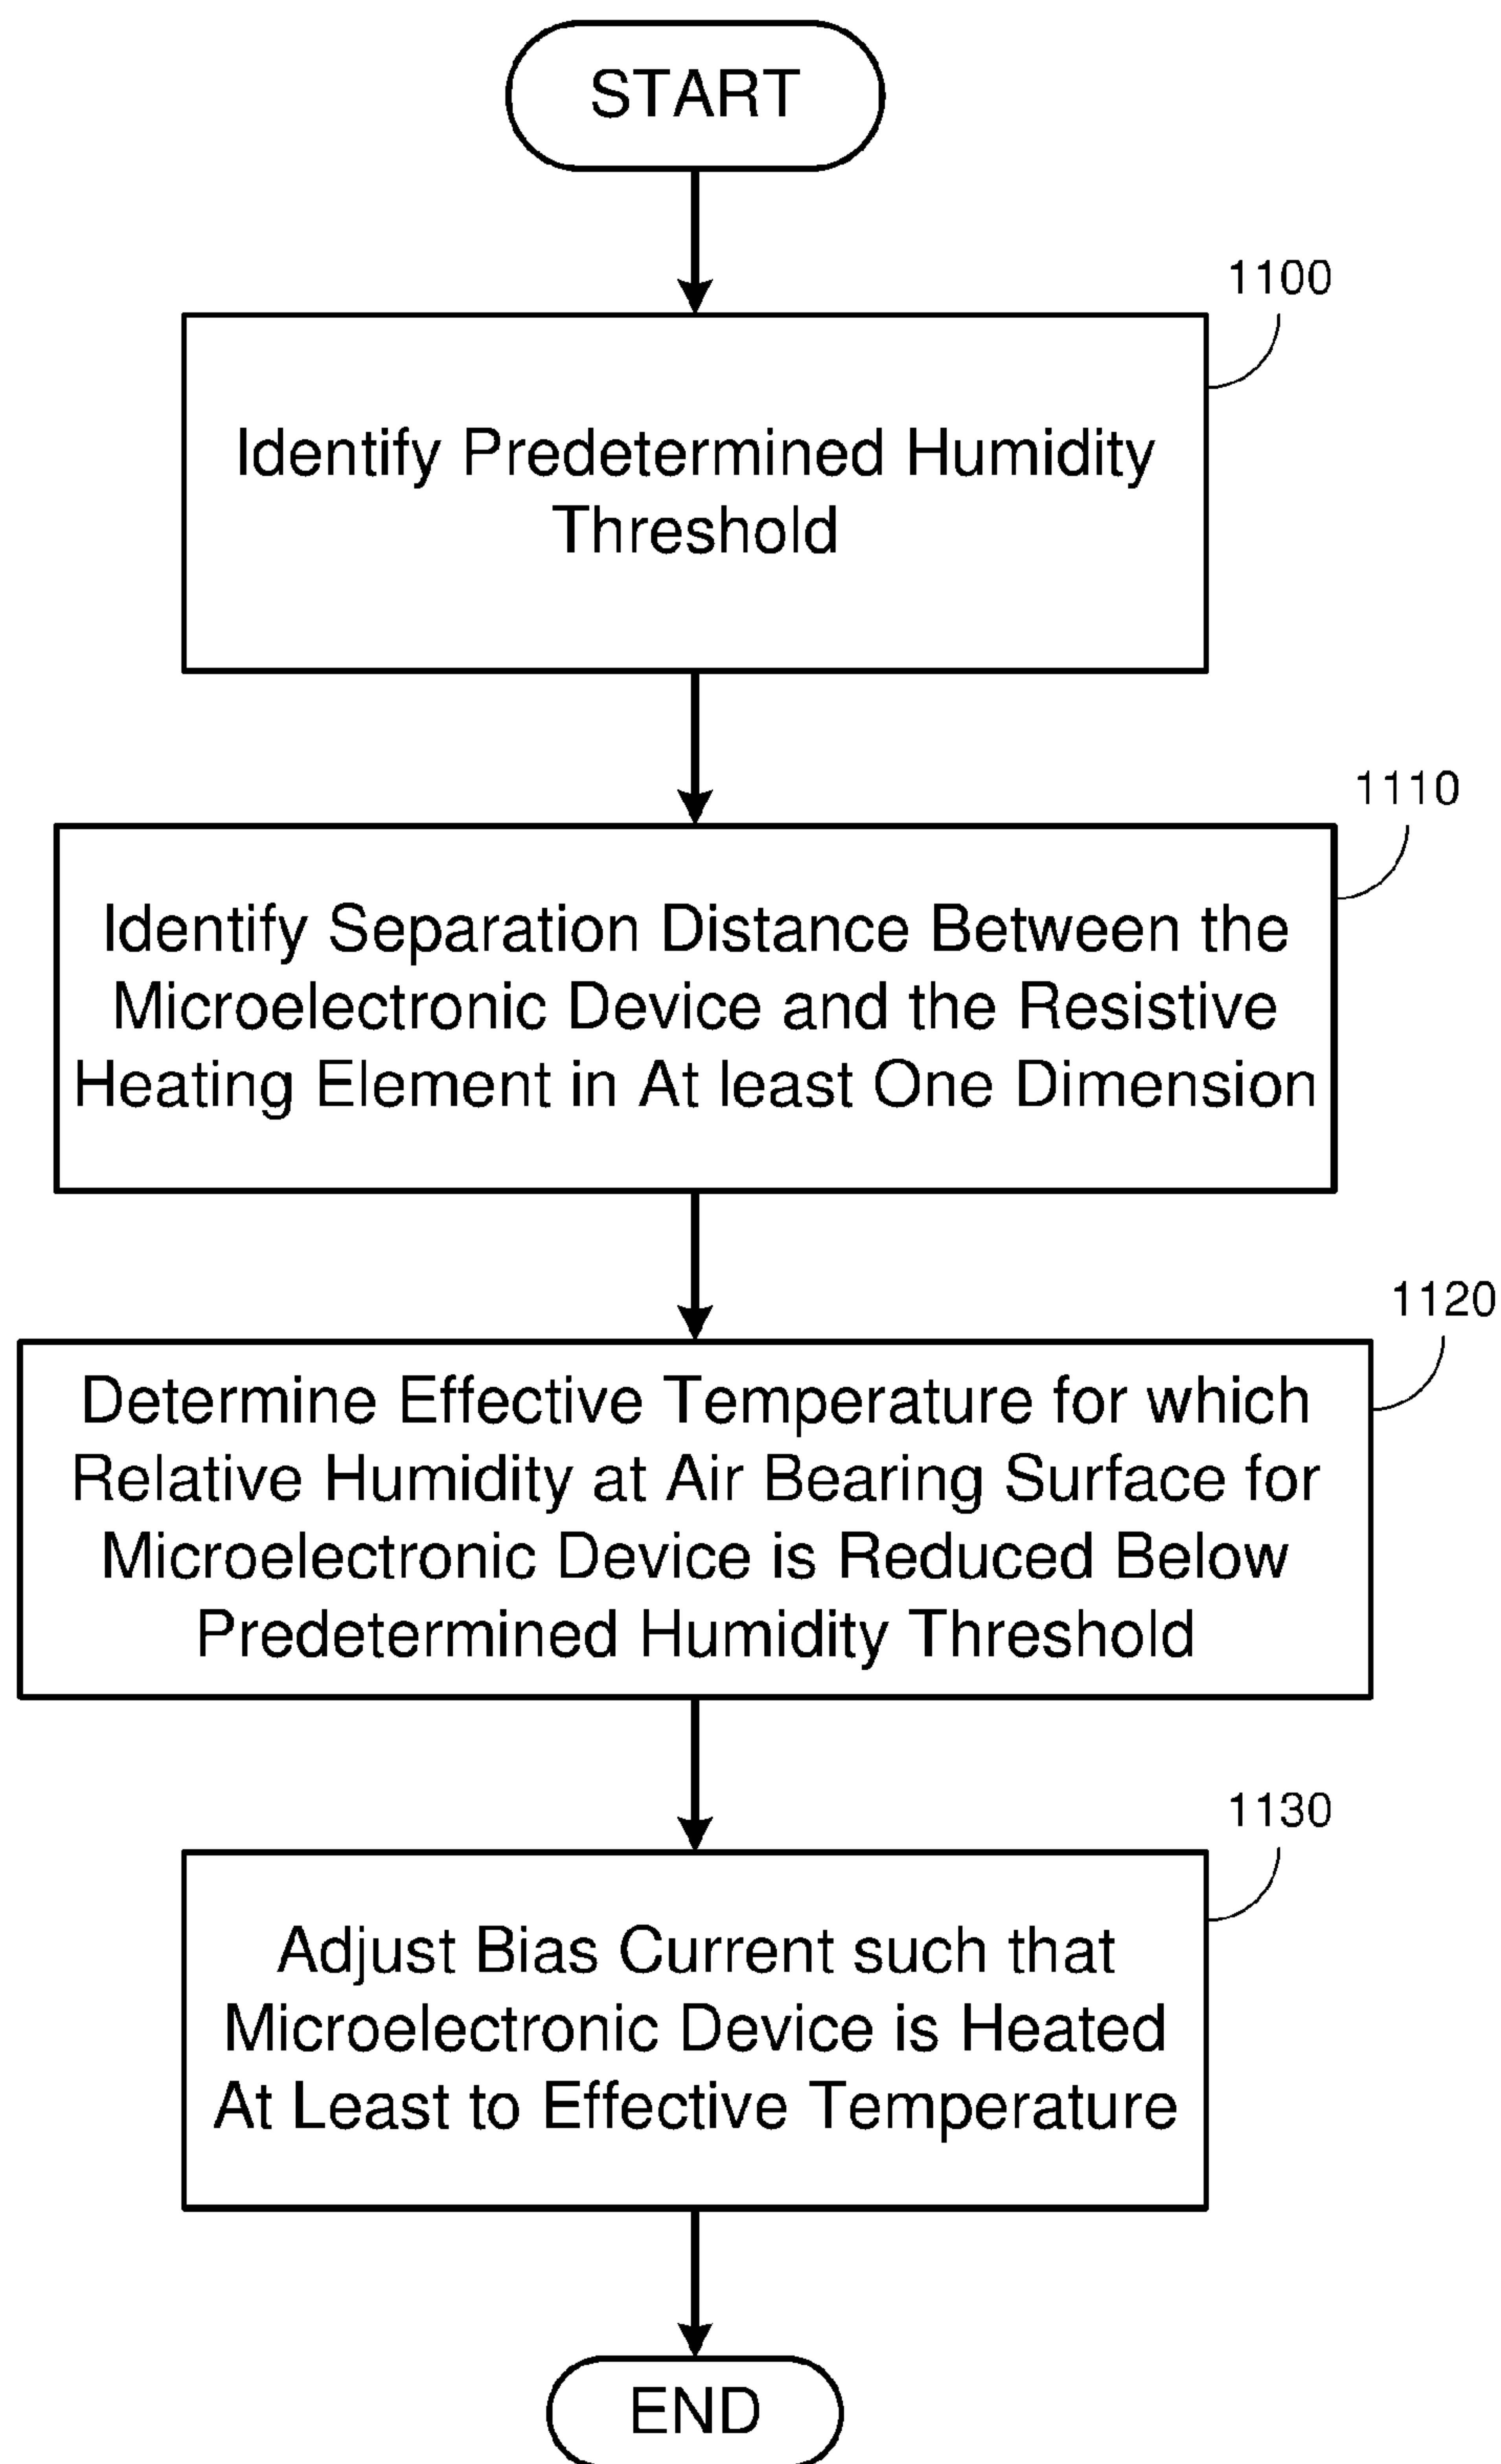 START
1100
Identify Predetermined Humidity
Threshold
1110
Identify Separation Distance Between the
Microelectronic Device and the Resistive
Heating Element in At least One Dimension
1120
Determine Effective Temperature for which
Relative Humidity at Air Bearing Surface for
Microelectronic Device is Reduced Below
Predetermined Humidity Threshold
1130
Adjust Bias Current such that
Microelectronic Device is Heated
At Least to Effective Temperature
END